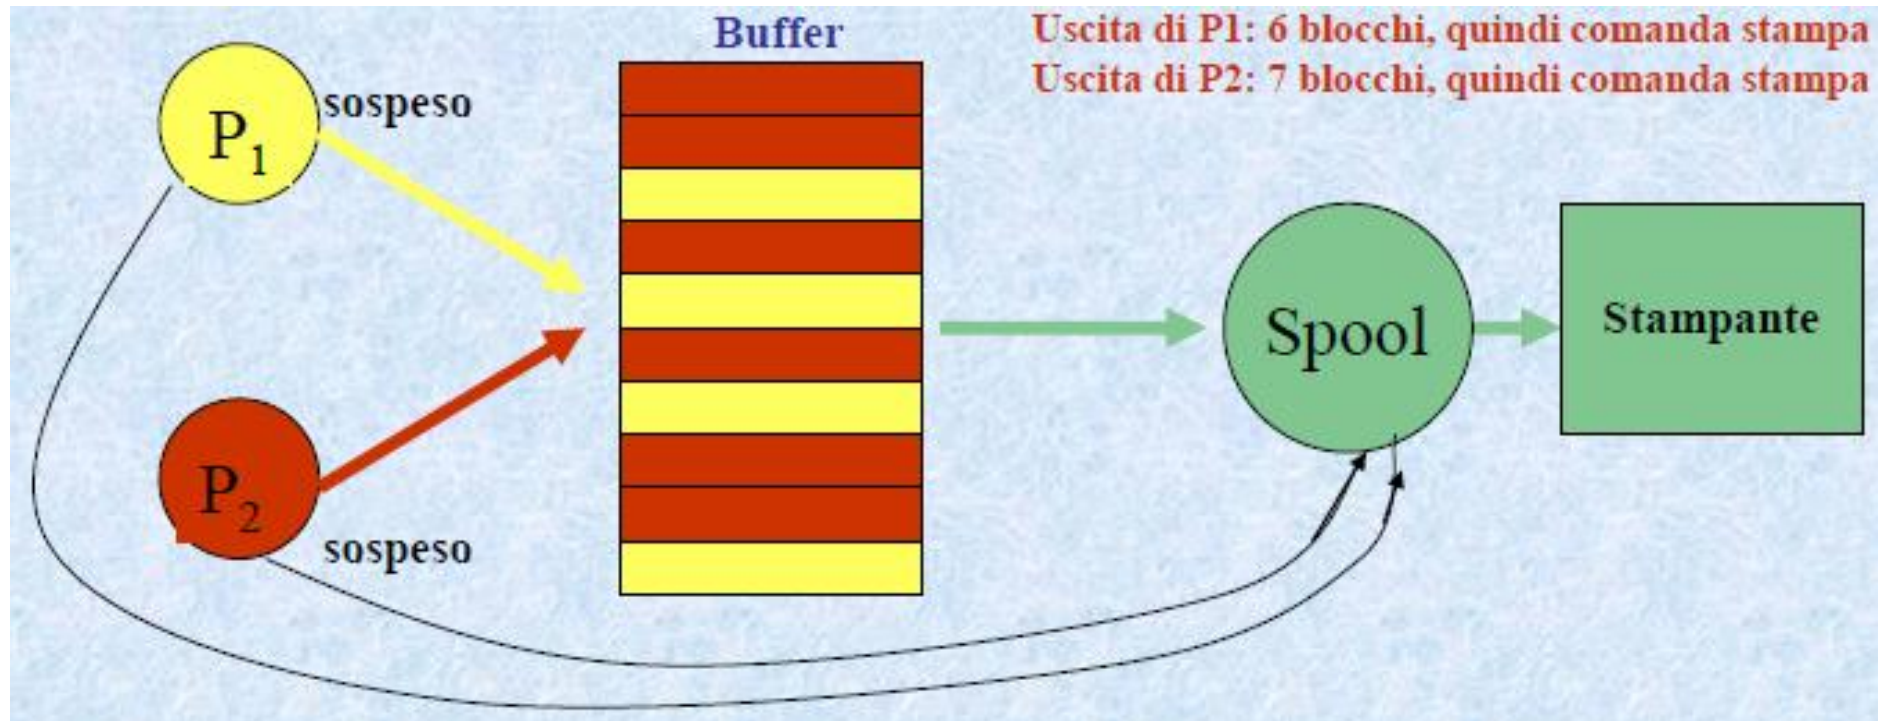 Buffer
Uscita di P1: 6 blocchi, quindi comanda stampa
Uscita di P2: 7 blocchi, quindi comanda stampa
P1
sospeso
P2
sospeso
Spool
Stampante